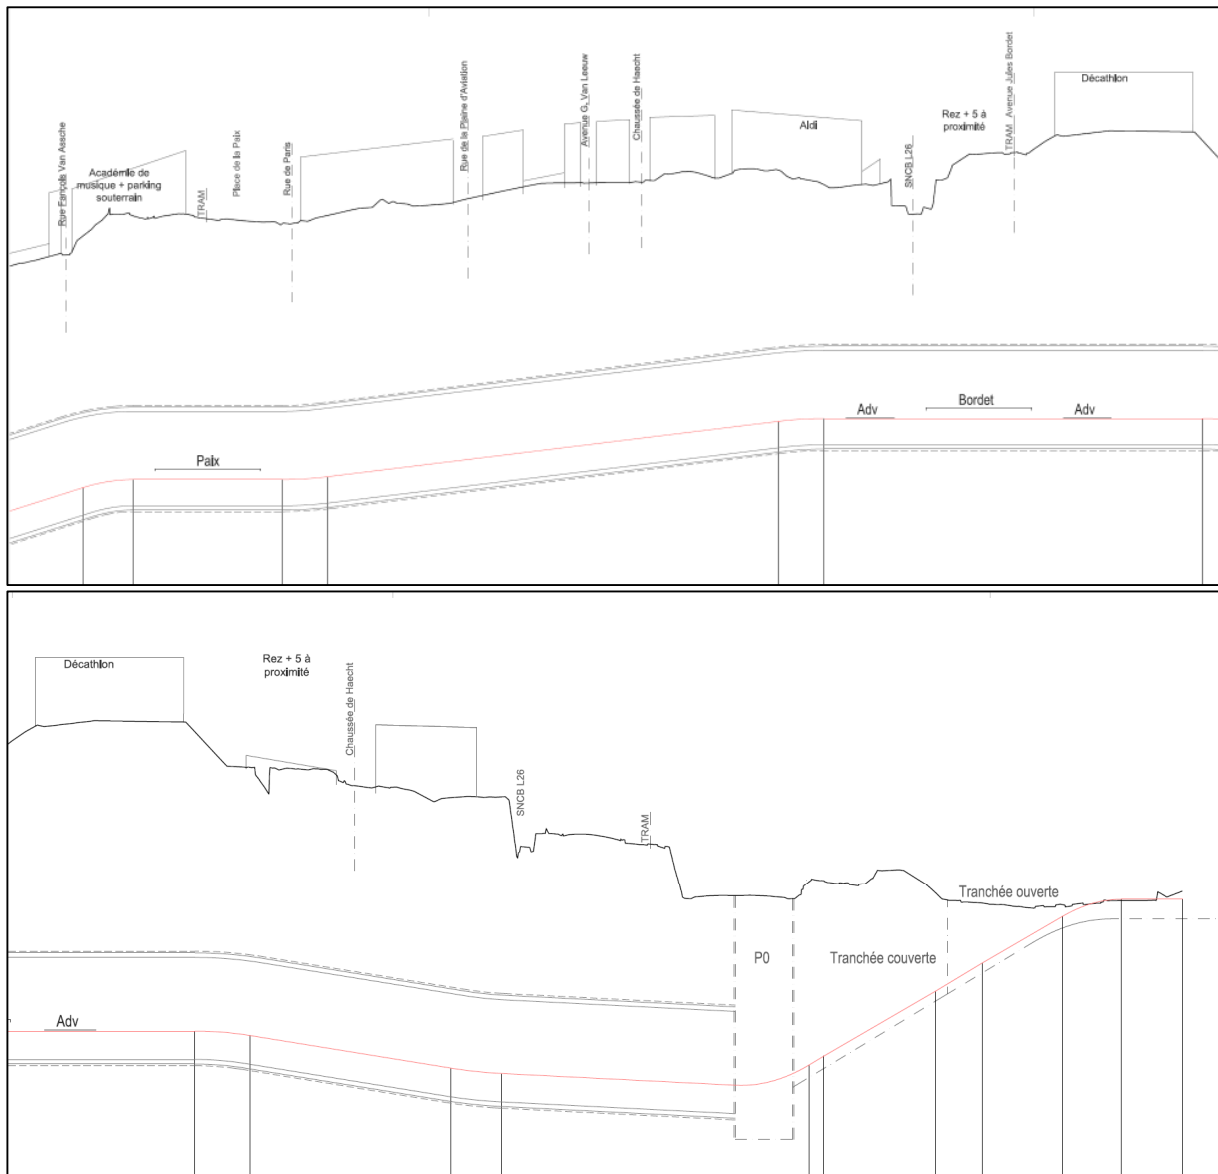 Rue Fançois Van Assche
Académie de
musique + parking
souterrain
TRAM
Place de la Paix
Rue de Paris
Rue de la Plaine d'Aviation
Avenue G. Van Leeuw
Chaussée de Haecht
Aldi
SNCB L26
Rez + 5 à
proximité
TRAM Avenue Jules Bordet
Décathlon
Paix
Adv
Bordet
Adv
Décathlon
Rez + 5 à
proximité
Chaussée de Haecht
SNCB L26
TRAM
Tranchée ouverte
P0
Tranchée couverte
Adv